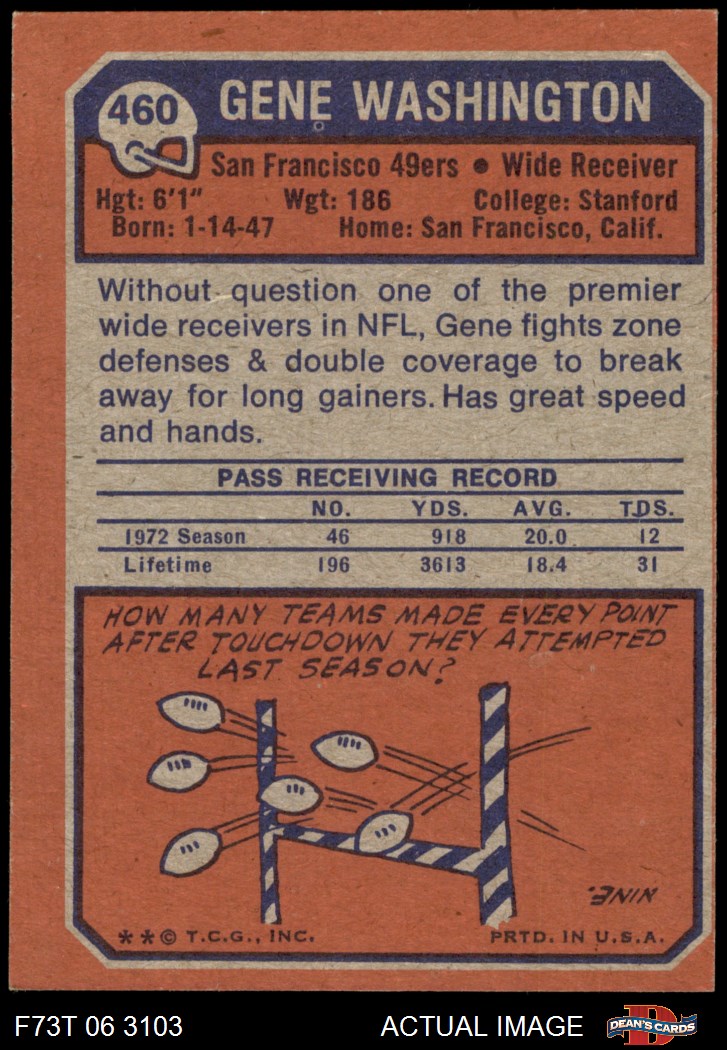 460
GENE WASHINGTON
San Francisco 49ers ● Wide Receiver
Hgt: 6'1" Wgt: 186 College: Stanford
Born: 1-14-47 Home: San Francisco, Calif.
Without question one of the premier
wide receivers in NFL, Gene fights zone
defenses & double coverage to break
away for long gainers. Has great speed
and hands.
PASS RECEIVING RECORD
NO. YDS. AVG. TDS.
1972 Season 46 918 20.0 12
Lifetime 196 3613 18.4 31
HOW MANY TEAMS MADE EVERY POINT
AFTER TOUCHDOWN THEY ATTEMPTED
LAST SEASON?
NINE.
**© T.C.G., INC. PRTD. IN U.S.A.
F73T 06 3103 ACTUAL IMAGE D
DEAN'S CARDS